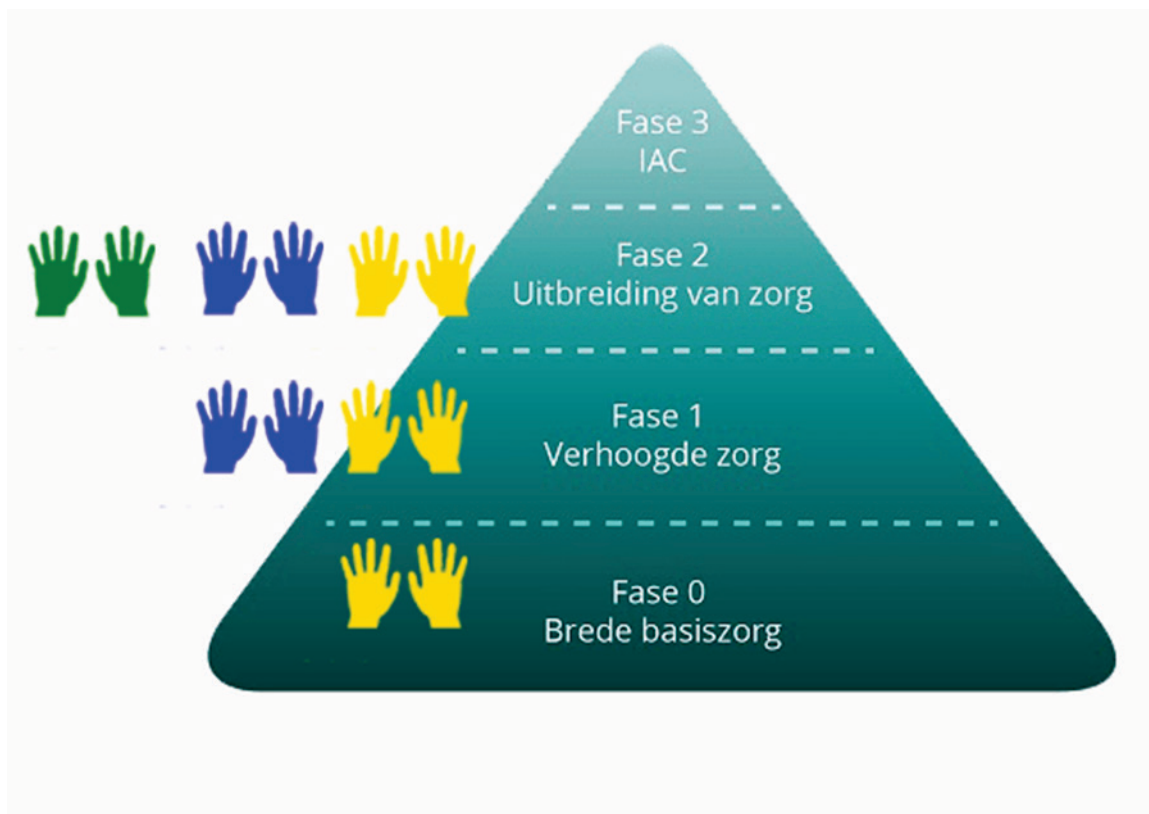 Fase 3
IAC
Fase 2
Uitbreiding van zorg
Fase 1
Verhoogde zorg
Fase 0
Brede basiszorg